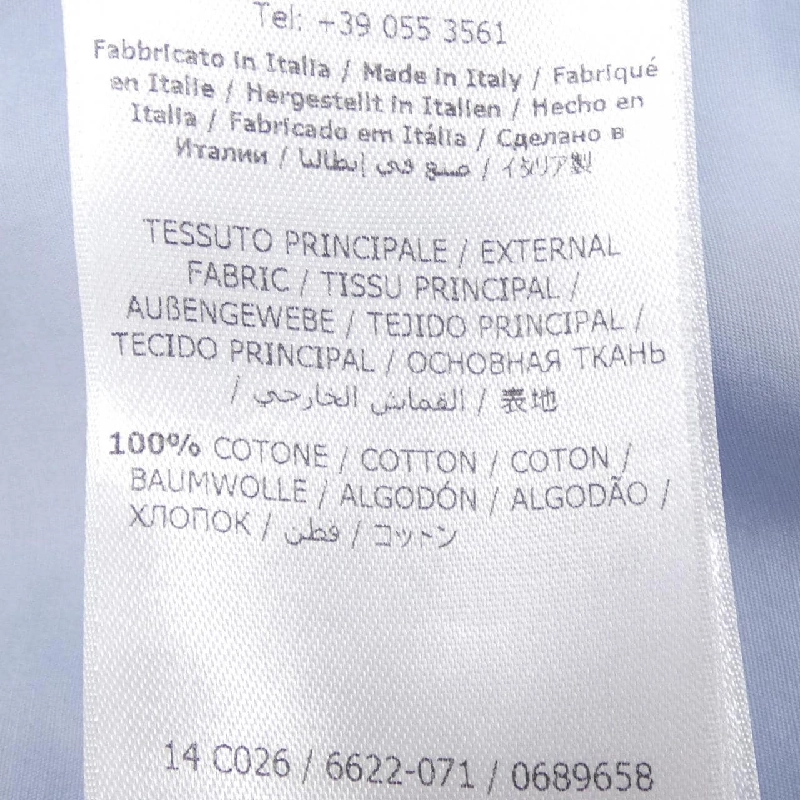 Tel: +39 055 3561
Fabbricato in Italia / Made in Italy / Fabriqué
en Italie / Hergestellt in Italien / Hecho en
Italia / Fabricado em Itália / Сделано в
Италии / صنع في إيطاليا / イタリア製
TESSUTO PRINCIPALE / EXTERNAL
FABRIC / TISSU PRINCIPAL /
AUßENGEWEBE / TEJIDO PRINCIPAL /
TECIDO PRINCIPAL / ОСНОВНАЯ ТКАНЬ
/ القماش الخارجي / 表地
100% COTONE / COTTON / COTON /
BAUMWOLLE / ALGODÓN / ALGODÃO /
ХЛОПОК / قطن / コットン
14 C026 / 6622-071 / 0689658